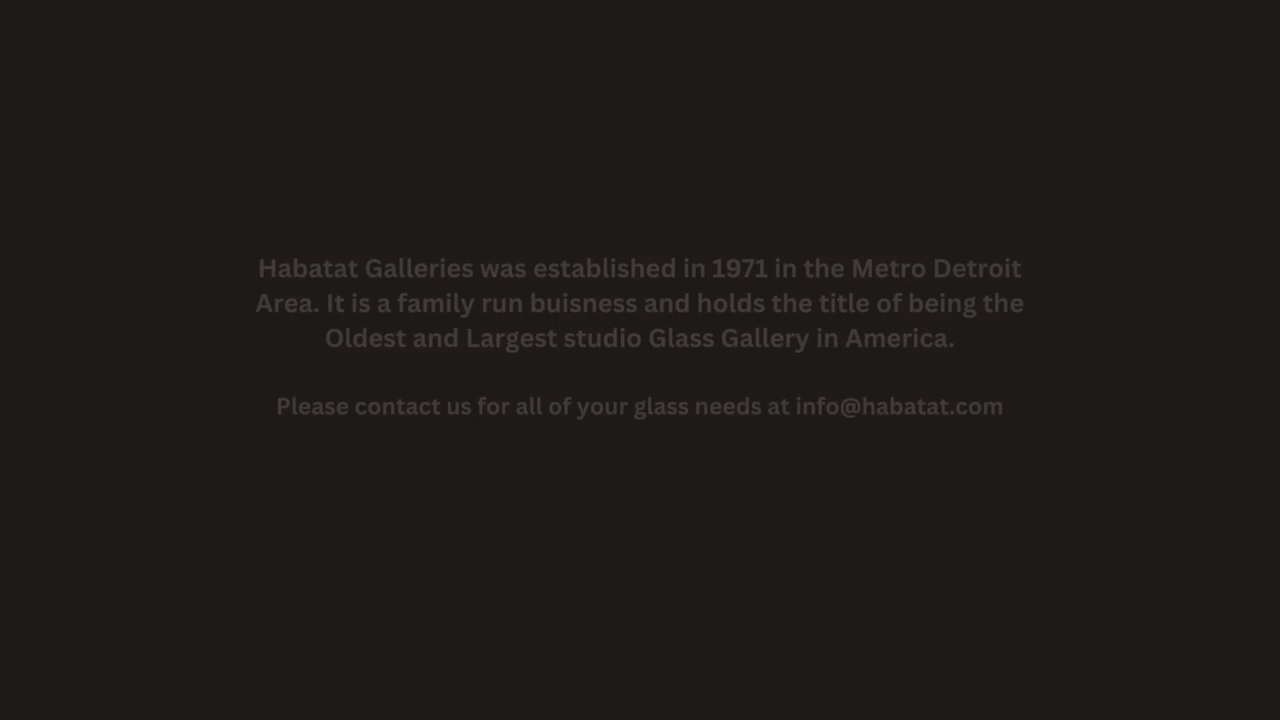 Habatat Galleries was established in 1971 in the Metro Detroit
Area. It is a family run buisness and holds the title of being the
Oldest and Largest studio Glass Gallery in America.
Please contact us for all of your glass needs at info@habatat.com